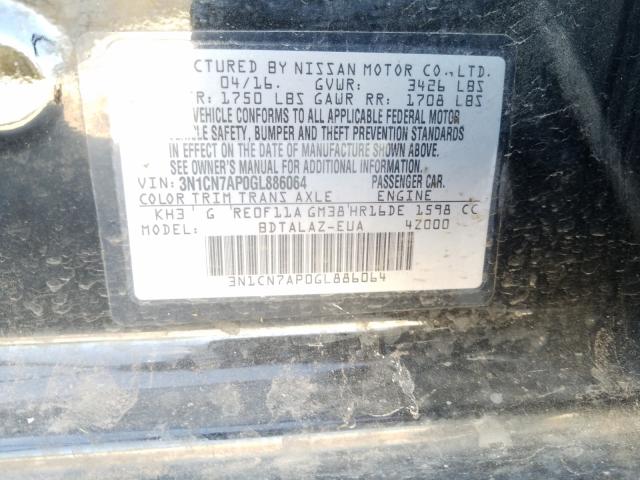 CTURED BY NISSAN MOTOR CO., LTD.
04/16. GVWR: 3426 LBS
R: 1750 LBS GAWR RR: 1708 LBS
VEHICLE CONFORMS TO ALL APPLICABLE FEDERAL MOTOR
VEHICLE SAFETY, BUMPER AND THEFT PREVENTION STANDARDS
IN EFFECT ON THE DATE OF MANUFACTURE SHOWN ABOVE.
SEE OWNER'S MANUAL FOR ADDITIONAL INFORMATION.
VIN: 3N1CN7AP0GL886064 PASSENGER CAR.
COLOR TRIM TRANS AXLE ENGINE
KH3 G RE0F11A GM38 HR16DE 1598 CC
MODEL: BDTALAZ-EUA 4Z000
3N1CN7AP0GL886064